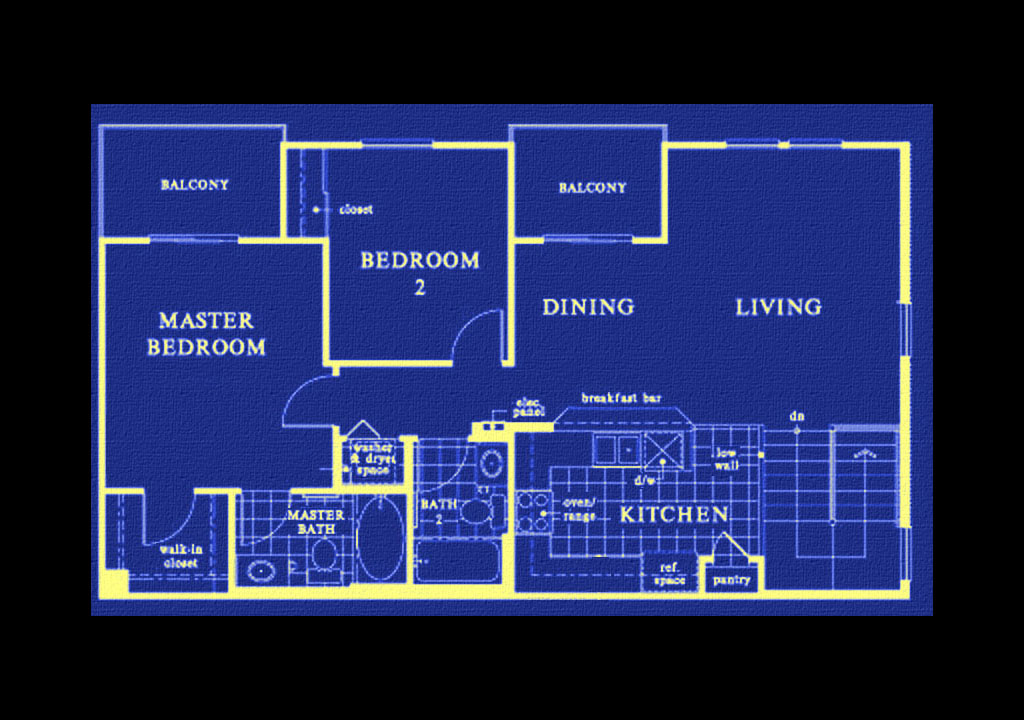 BALCONY
closet
BEDROOM
2
BALCONY
MASTER
BEDROOM
DINING
LIVING
elec.
panel
breakfast bar
dn
washer
& dryer
space
low
wall
d/w
BATH
2
oven/
range
KITCHEN
MASTER
BATH
walk-in
closet
ref.
space
pantry